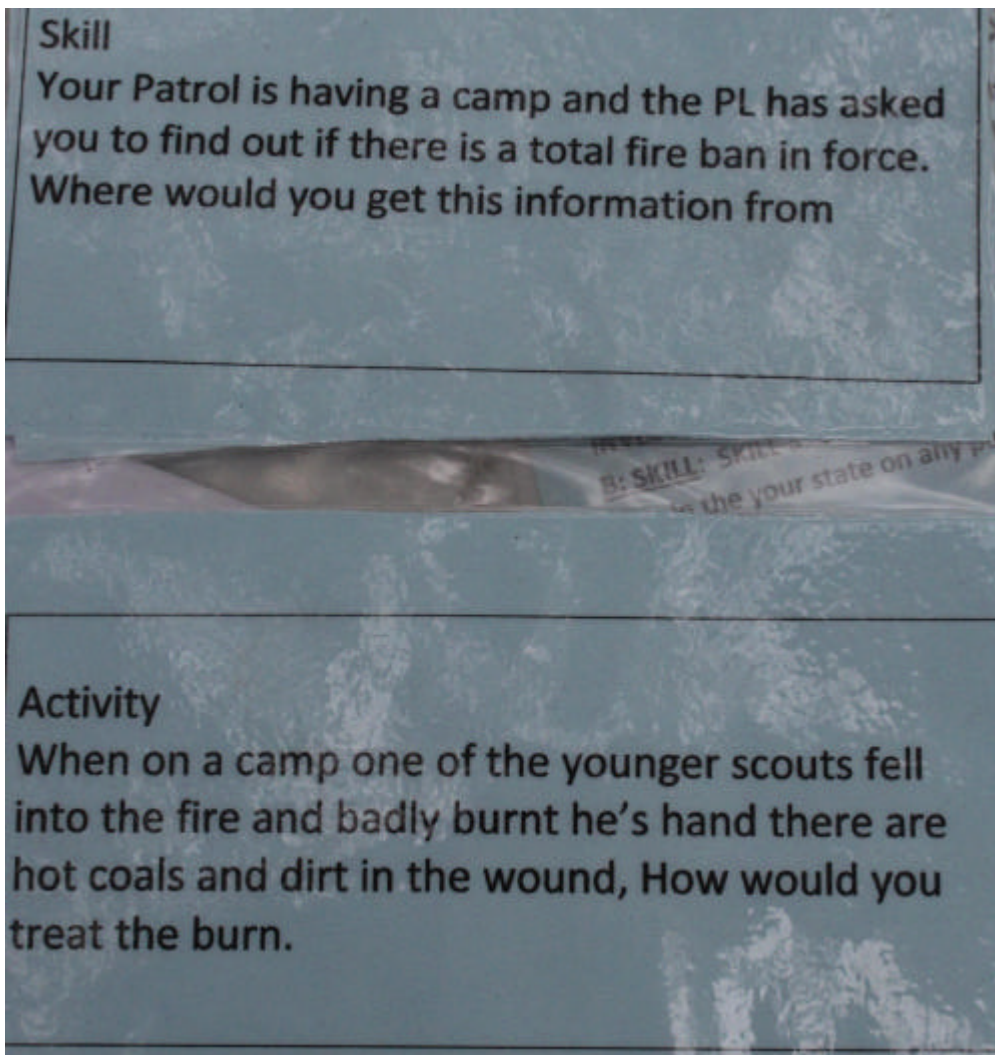 Skill
Your Patrol is having a camp and the PL has asked
you to find out if there is a total fire ban in force.
Where would you get this information from
B: SKILL: SKILL
the your state on any
Activity
When on a camp one of the younger scouts fell
into the fire and badly burnt he's hand there are
hot coals and dirt in the wound, How would you
treat the burn.